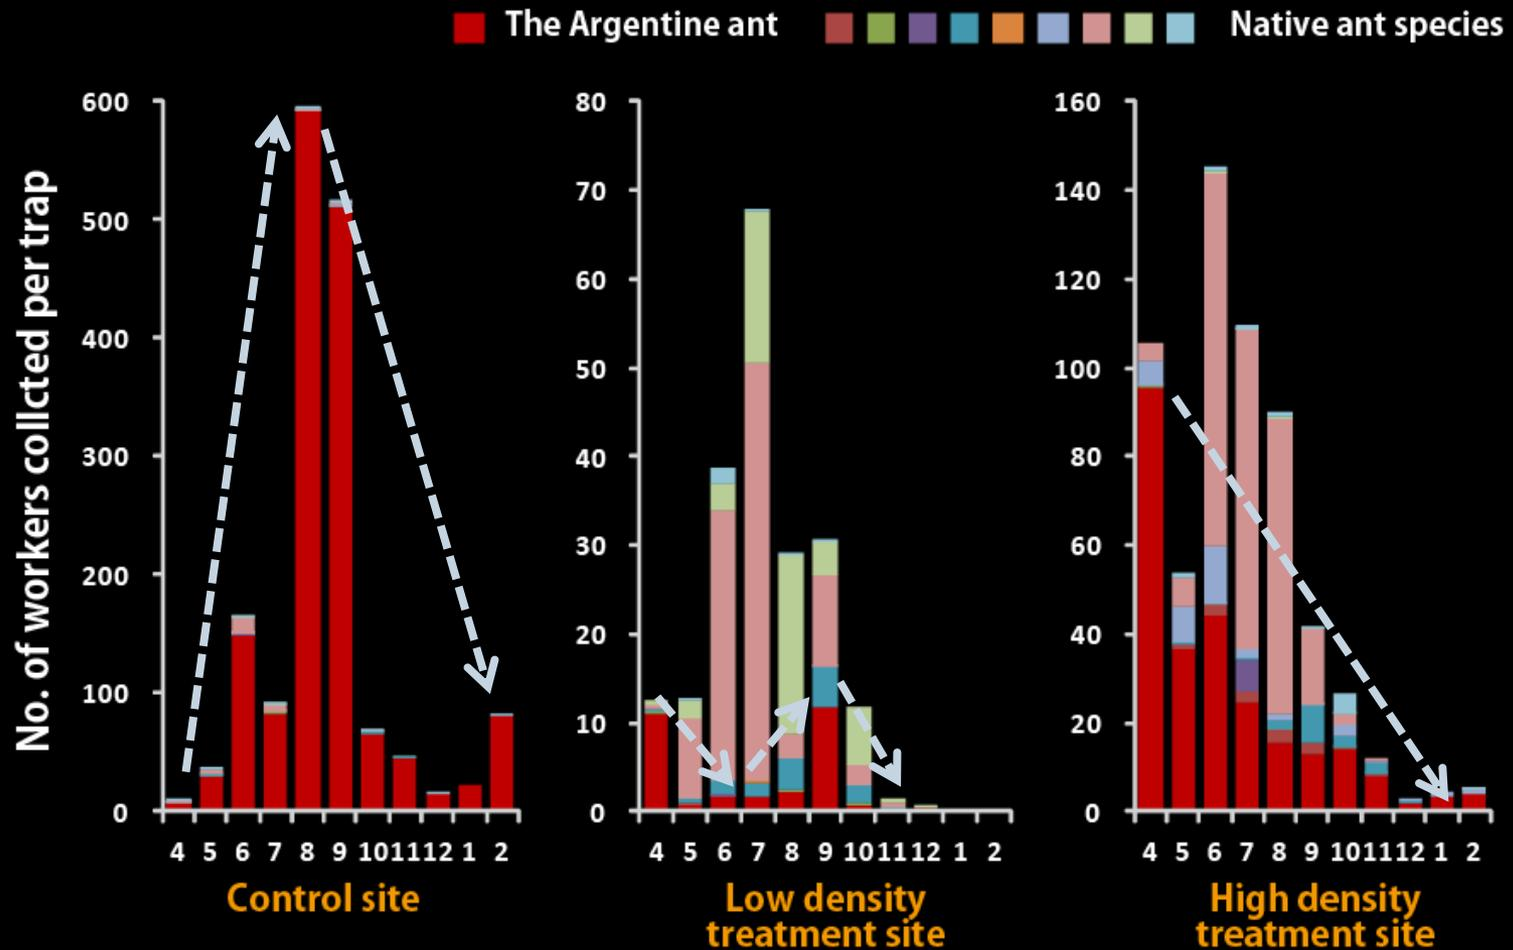 The Argentine ant Native ant species
No. of workers collcted per trap
600
500
400
300
200
100
0
4 5 6 7 8 9 10 11 12 1 2
Control site
80
70
60
50
40
30
20
10
0
4 5 6 7 8 9 10 11 12 1 2
Low density
treatment site
160
140
120
100
80
60
40
20
0
4 5 6 7 8 9 10 11 12 1 2
High density
treatment site